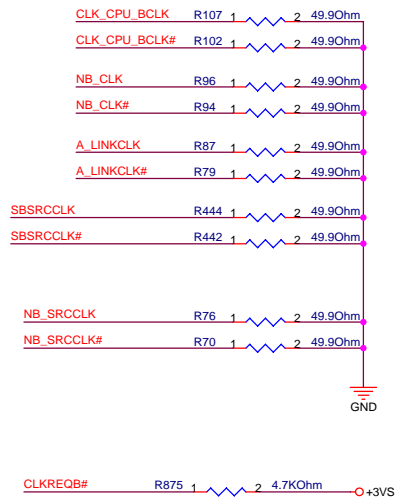 CLK_CPU_BCLK R107 1 2 49.9Ohm
CLK_CPU_BCLK# R102 1 2 49.9Ohm
NB_CLK R96 1 2 49.9Ohm
NB_CLK# R94 1 2 49.9Ohm
A_LINKCLK R87 1 2 49.9Ohm
A_LINKCLK# R79 1 2 49.9Ohm
SBSRCCLK R444 1 2 49.9Ohm
SBSRCCLK# R442 1 2 49.9Ohm
NB_SRCCLK R76 1 2 49.9Ohm
NB_SRCCLK# R70 1 2 49.9Ohm
GND
CLKREQB# R875 1 2 4.7KOhm +3VS